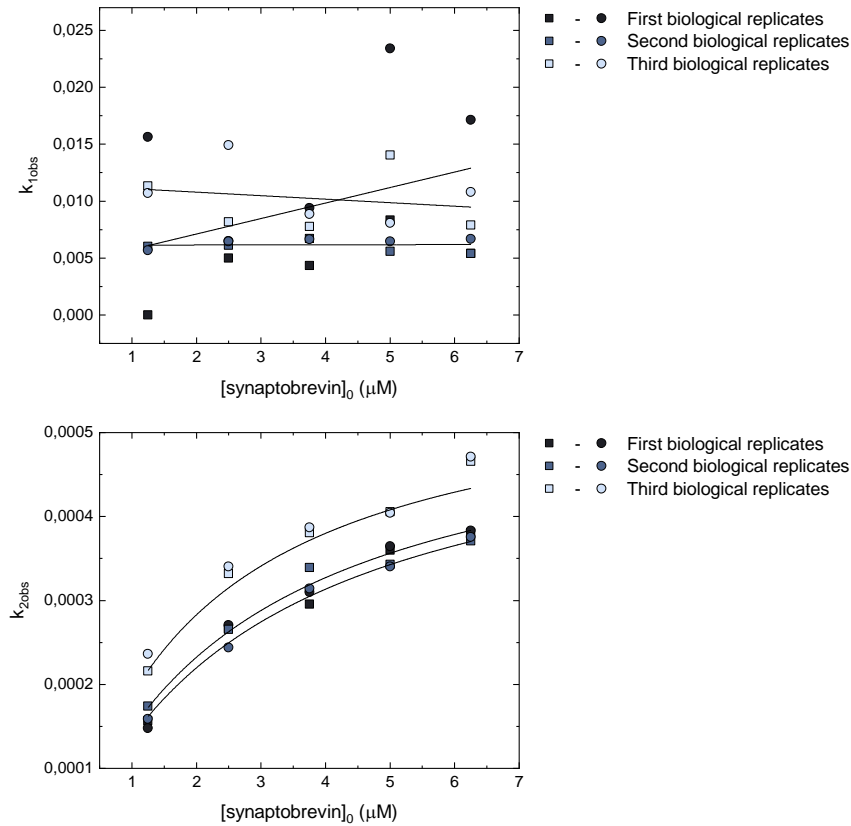 0,025
0,020
0,015
0,010
0,005
0,000
k1obs
1 2 3 4 5 6 7
[synaptobrevin]0 (μM)
- First biological replicates
- Second biological replicates
- Third biological replicates
0,0005
0,0004
0,0003
0,0002
0,0001
k2obs
1 2 3 4 5 6 7
[synaptobrevin]0 (μM)
- First biological replicates
- Second biological replicates
- Third biological replicates